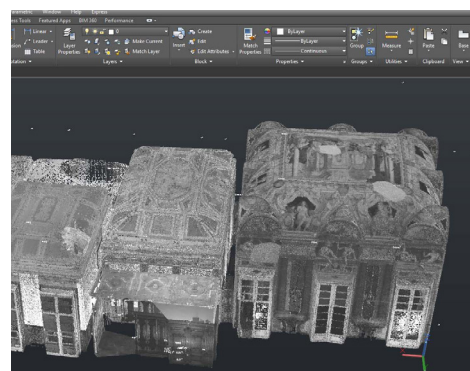 Parametric Window Help Express
ss Tools Featured Apps BIM 360 Performance
Linear
Leader
Table
Layer Properties
0
Make Current
Match Layer
Layers
Insert
Create
Edit
Edit Attributes
Block
Match Properties
ByLayer
ByLayer
Continuous
Properties
Group
Groups
Measure
Utilities
Paste
Clipboard
Base
View